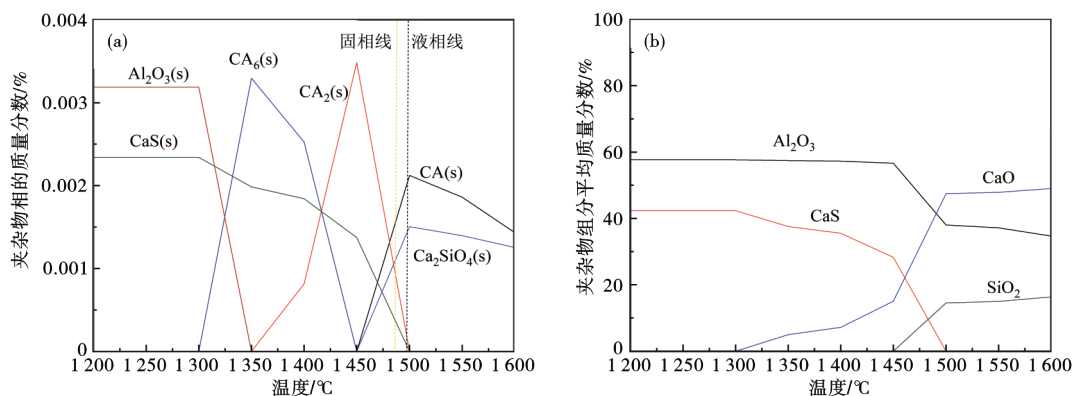 (a)
夹杂物相的质量分数/%
0.004
0.003
0.002
0.001
0
固相线
液相线
Al₂O₃(s)
CA₆(s)
CA₂(s)
CaS(s)
CA(s)
Ca₂SiO₄(s)
1 200 1 250 1 300 1 350 1 400 1 450 1 500 1 550 1 600
温度/℃
(b)
夹杂物组分平均质量分数/%
100
80
60
40
20
0
Al₂O₃
CaO
CaS
SiO₂
1 200 1 250 1 300 1 350 1 400 1 450 1 500 1 550 1 600
温度/℃